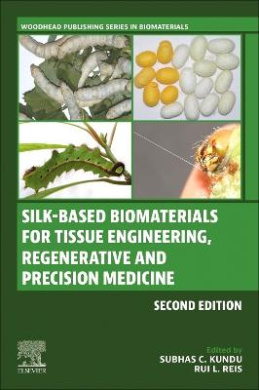 WOODHEAD PUBLISHING SERIES IN BIOMATERIALS
SILK-BASED BIOMATERIALS
FOR TISSUE ENGINEERING,
REGENERATIVE AND
PRECISION MEDICINE
SECOND EDITION
Edited by
SUBHAS C. KUNDU
RUI L. REIS
ELSEVIER